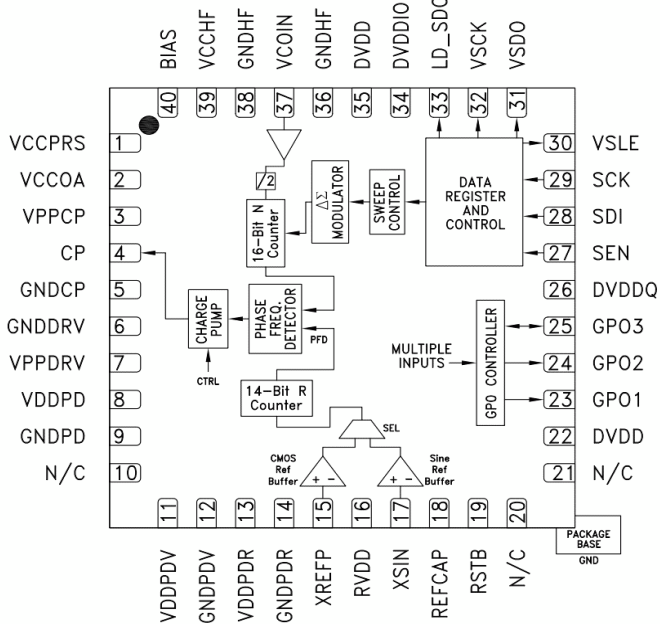 BIAS
VCCHF
GNDHF
VCOIN
GNDHF
DVDD
DVDDIO
LD_SDO
VSCK
VSDO
40
39
38
37
36
35
34
33
32
31
VCCPRS 1
VCCOA 2
VPPCP 3
CP 4
GNDCP 5
GNDDRV 6
VPPDRV 7
VDDPD 8
GNDPD 9
N/C 10
/2
16-Bit N
Counter
ΔΣ
MODULATOR
SWEEP
CONTROL
DATA
REGISTER
AND
CONTROL
CHARGE
PUMP
CTRL
PHASE
FREQ.
DETECTOR
PFD
14-Bit R
Counter
SEL
CMOS
Ref
Buffer
+ −
Sine
Ref
Buffer
+ −
MULTIPLE
INPUTS
GPO CONTROLLER
30 VSLE
29 SCK
28 SDI
27 SEN
26 DVDDQ
25 GPO3
24 GPO2
23 GPO1
22 DVDD
21 N/C
11
12
13
14
15
16
17
18
19
20
VDDPDV
GNDPDV
VDDPDR
GNDPDR
XREFP
RVDD
XSIN
REFCAP
RSTB
N/C
PACKAGE
BASE
GND